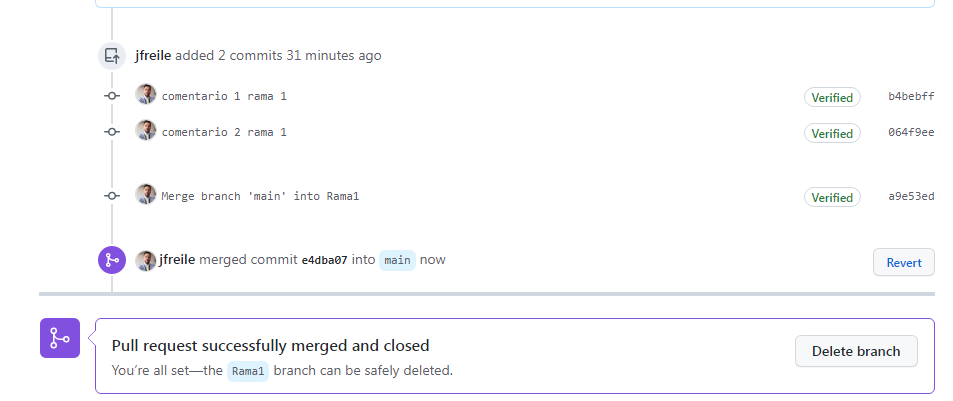 jfreile added 2 commits 31 minutes ago
comentario 1 rama 1 Verified b4bebff
comentario 2 rama 1 Verified 064f9ee
Merge branch 'main' into Rama1 Verified a9e53ed
jfreile merged commit e4dba07 into main now Revert
Pull request successfully merged and closed
You're all set—the Rama1 branch can be safely deleted.
Delete branch